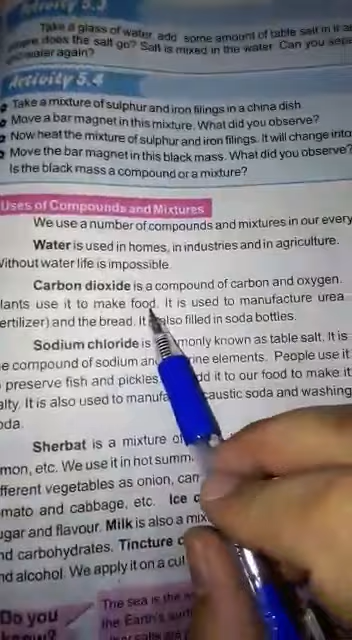 Activity 5.3
Take a glass of water, add some amount of table salt in it a
where does the salt go? Salt is mixed in the water. Can you sepa
water again?
Activity 5.4
Take a mixture of sulphur and iron filings in a china dish
Move a bar magnet in this mixture. What did you observe?
Now heat the mixture of sulphur and iron filings. It will change into
Move the bar magnet in this black mass. What did you observe?
Is the black mass a compound or a mixture?
Uses of Compounds and Mixtures
We use a number of compounds and mixtures in our every
Water is used in homes, in industries and in agriculture.
Without water life is impossible.
Carbon dioxide is a compound of carbon and oxygen.
lants use it to make food. It is used to manufacture urea
ertilizer) and the bread. It also filled in soda bottles.
Sodium chloride is monly known as table salt. It is
e compound of sodium an rine elements. People use it
preserve fish and pickles. dd it to our food to make it
alty. It is also used to manufa caustic soda and washing
oda.
Sherbat is a mixture of
mon, etc. We use it in hot summ
fferent vegetables as onion, carr
mato and cabbage, etc. Ice c
ugar and flavour. Milk is also a mix
nd carbohydrates. Tincture
nd alcohol. We apply it on a cut
Do you
know?
The sea is the
the Earth's surf
salts are